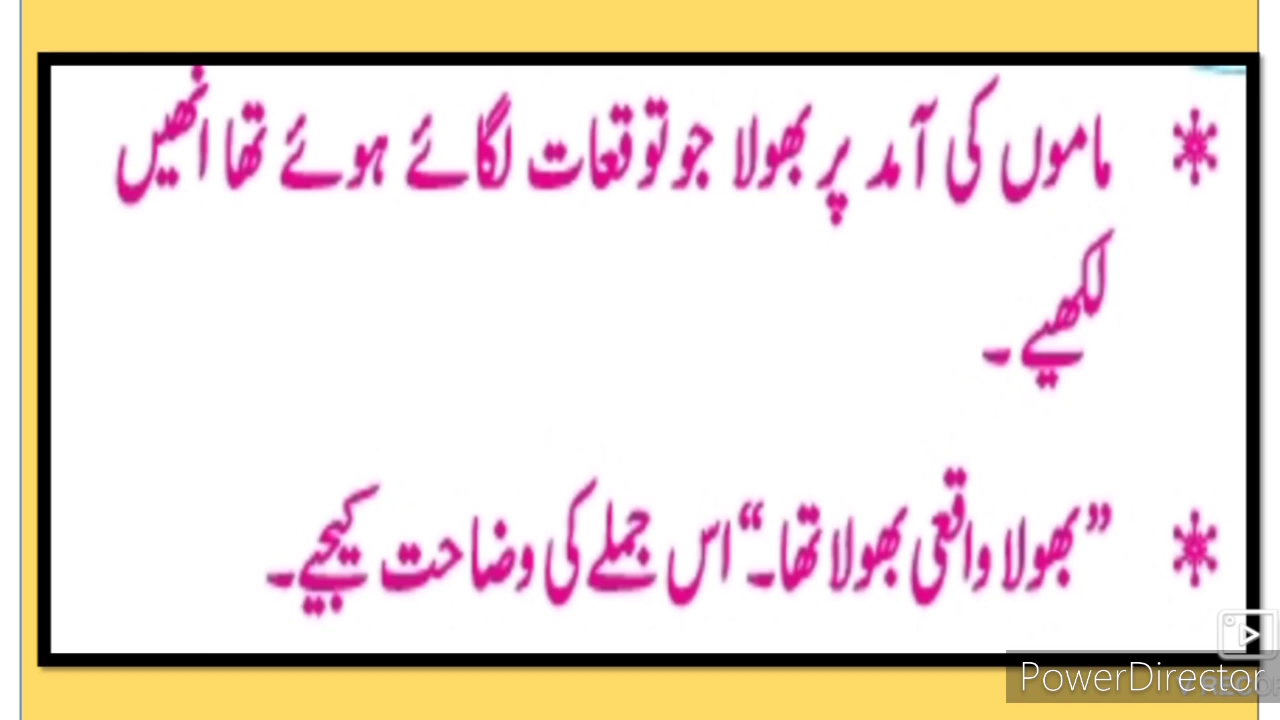 * ماموں کی آمد پر بھولا جو توقعات لگائے ہوئے تھا انھیں
لکھیے۔
* ”بھولا واقعی بھولا تھا۔“ اس جملے کی وضاحت کیجیے۔
PowerDirector